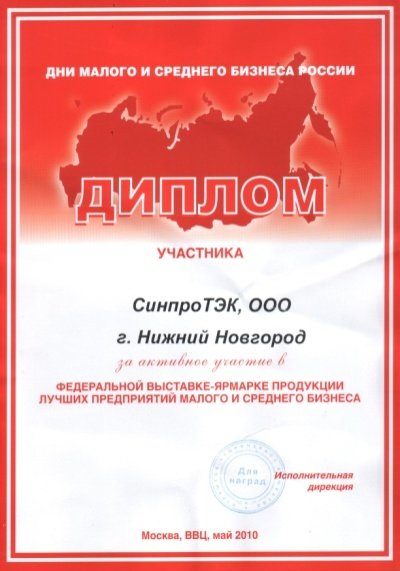 ДНИ МАЛОГО И СРЕДНЕГО БИЗНЕСА РОССИИ
ДИПЛОМ
УЧАСТНИКА
СинпроТЭК, ООО
г. Нижний Новгород
за активное участие в
ФЕДЕРАЛЬНОЙ ВЫСТАВКЕ-ЯРМАРКЕ ПРОДУКЦИИ
ЛУЧШИХ ПРЕДПРИЯТИЙ МАЛОГО И СРЕДНЕГО БИЗНЕСА
Для
наград
Исполнительная
дирекция
Москва, ВВЦ, май 2010